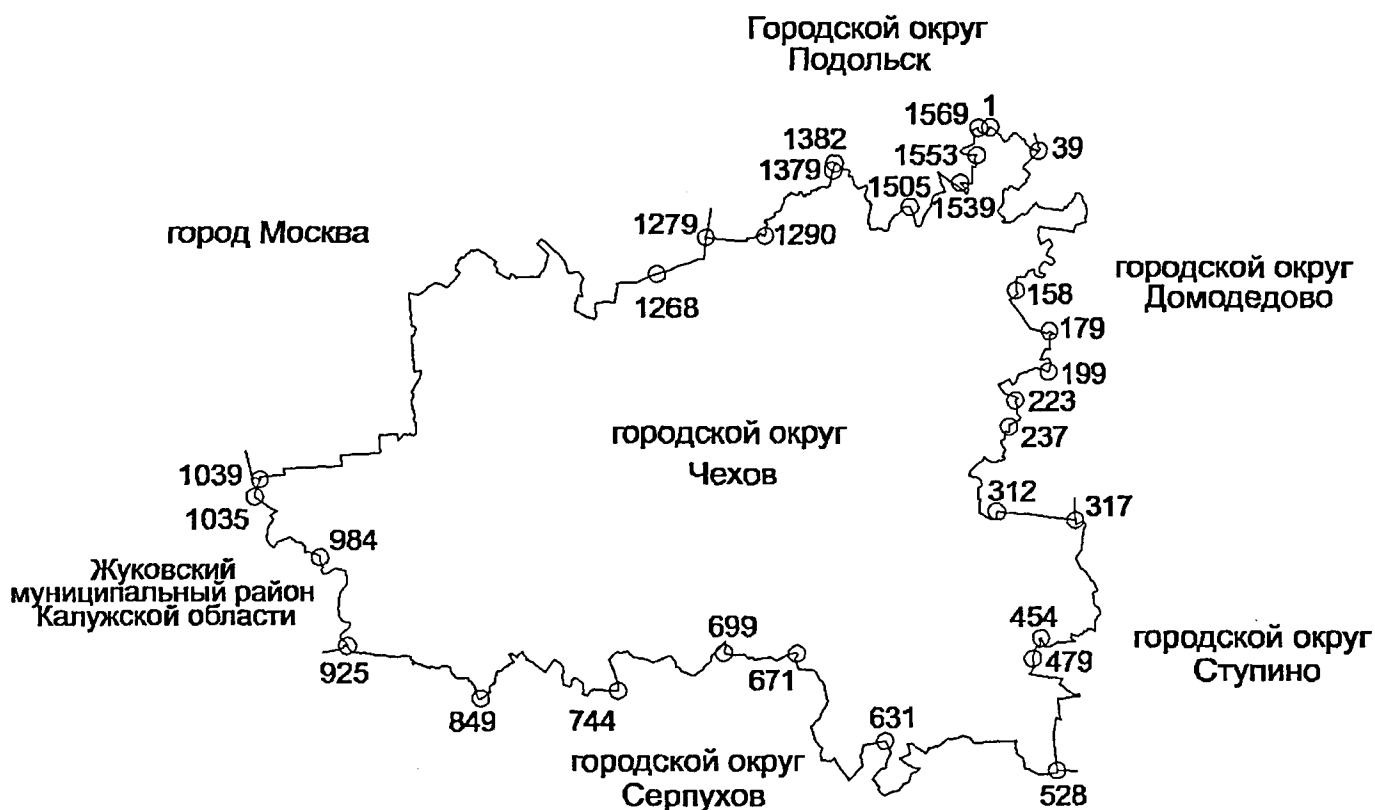 Городской округ
Подольск
1569
1
39
1382
1553
1379
1505
1539
город Москва
1279
1290
городской округ
Домодедово
1268
158
179
199
223
городской округ
237
Чехов
1039
312
317
1035
984
Жуковский
муниципальный район
Калужской области
699
454
городской округ
Ступино
925
671
479
849
744
631
городской округ
Серпухов
528